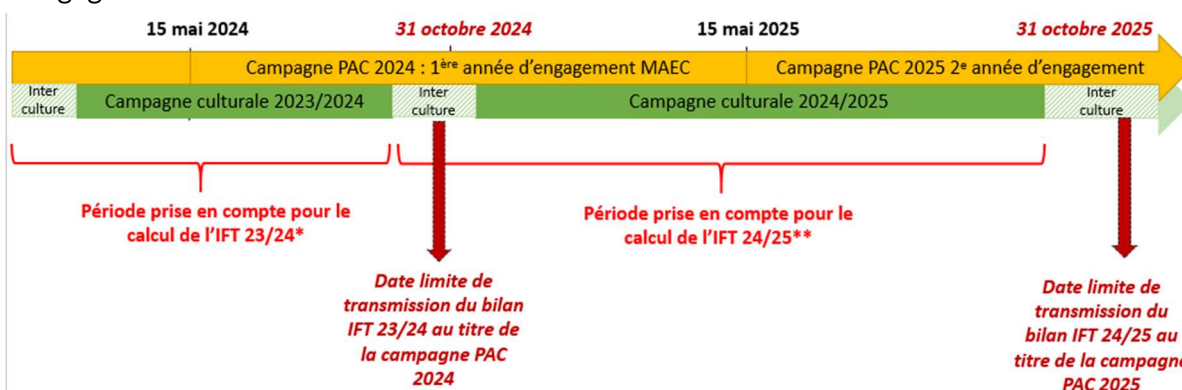 15 mai 2024
31 octobre 2024
15 mai 2025
31 octobre 2025
Campagne PAC 2024 : 1ère année d’engagement MAEC
Campagne PAC 2025 2e année d’engagement
Inter
culture
Campagne culturale 2023/2024
Inter
culture
Campagne culturale 2024/2025
Inter
culture
Période prise en compte pour le
calcul de l’IFT 23/24*
Période prise en compte pour le
calcul de l’IFT 24/25**
Date limite de
transmission du bilan
IFT 23/24 au titre de
la campagne PAC
2024
Date limite de
transmission du
bilan IFT 24/25 au
titre de la campagne
PAC 2025